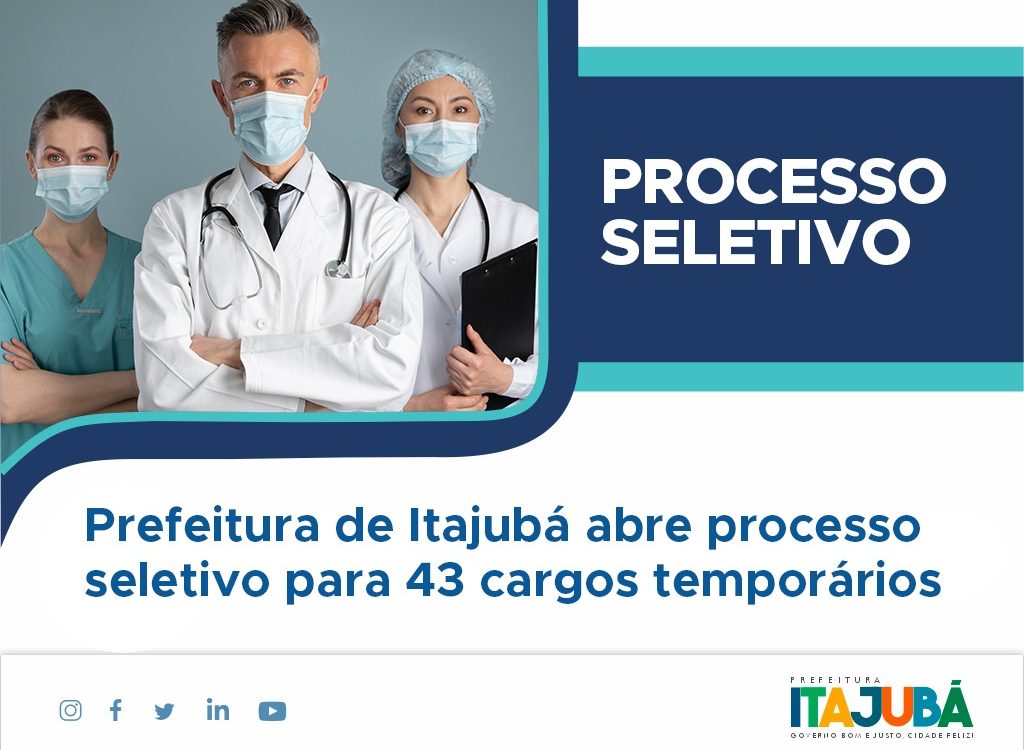 PROCESSO
SELETIVO
Prefeitura de Itajubá abre processo
seletivo para 43 cargos temporários
PREFEITURA
ITAJUBÁ
GOVERNO BOM E JUSTO, CIDADE FELIZ!